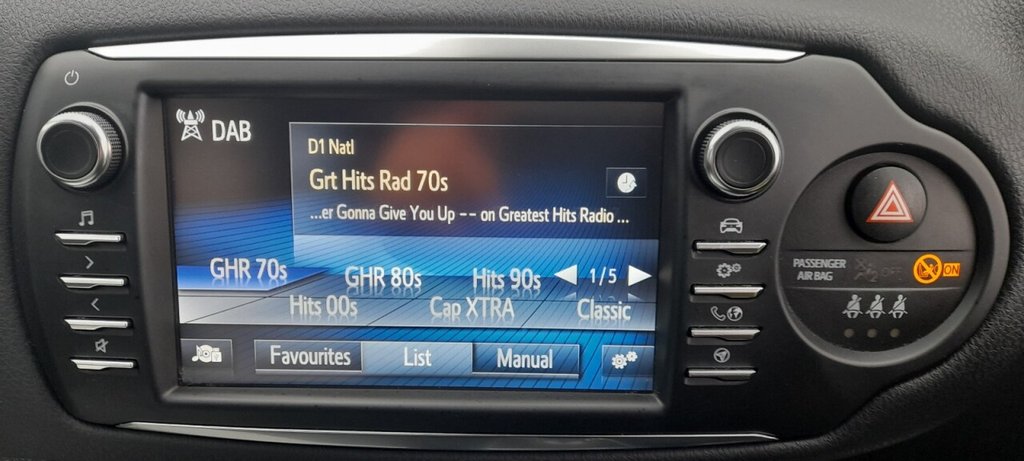 DAB
D1 Natl
Grt Hits Rad 70s
...er Gonna Give You Up -- on Greatest Hits Radio ...
GHR 70s GHR 80s Hits 90s 1/5
Hits 00s Cap XTRA Classic
Favourites List Manual
PASSENGER
AIR BAG
2 OFF
ON